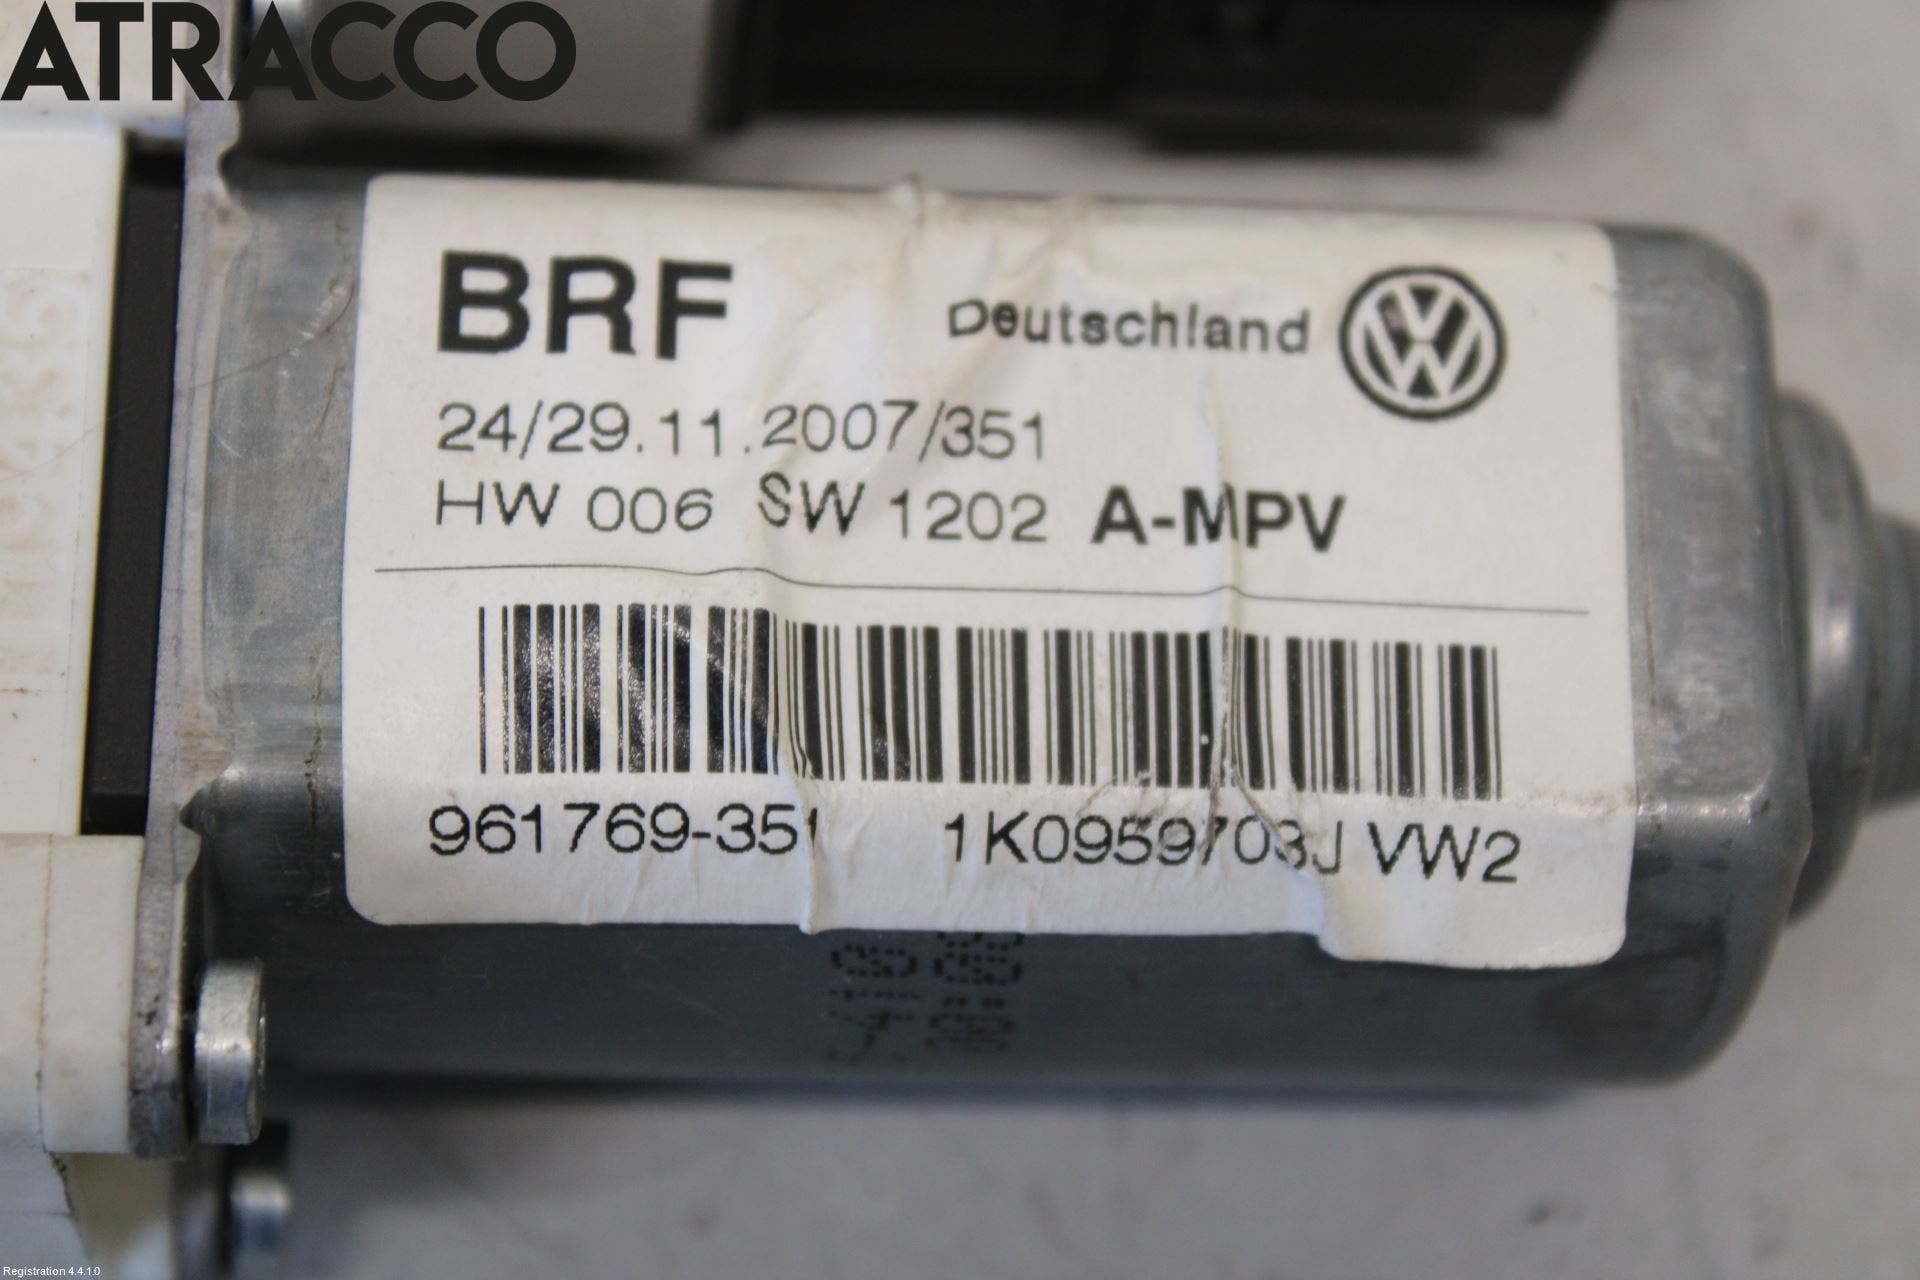 ATRACCO
BRF Deutschland VW
24/29.11.2007/351
HW 006 SW 1202 A-MPV
961769-351 1K0959703J VW2
Registration 4.4.1.0